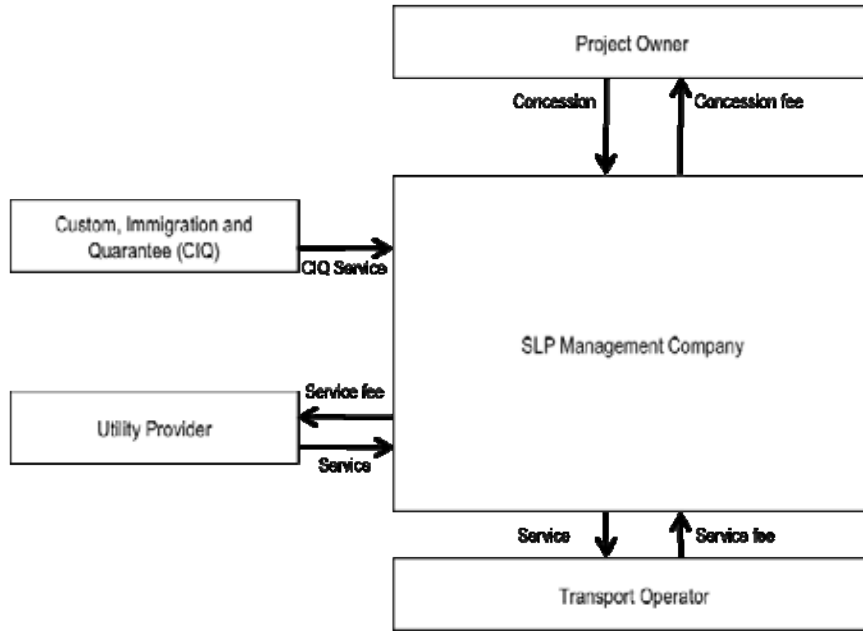 Project Owner
Concession
Concession fee
Custom, Immigration and
Quarantee (CIQ)
CIQ Service
SLP Management Company
Service fee
Utility Provider
Service
Service
Service fee
Transport Operator